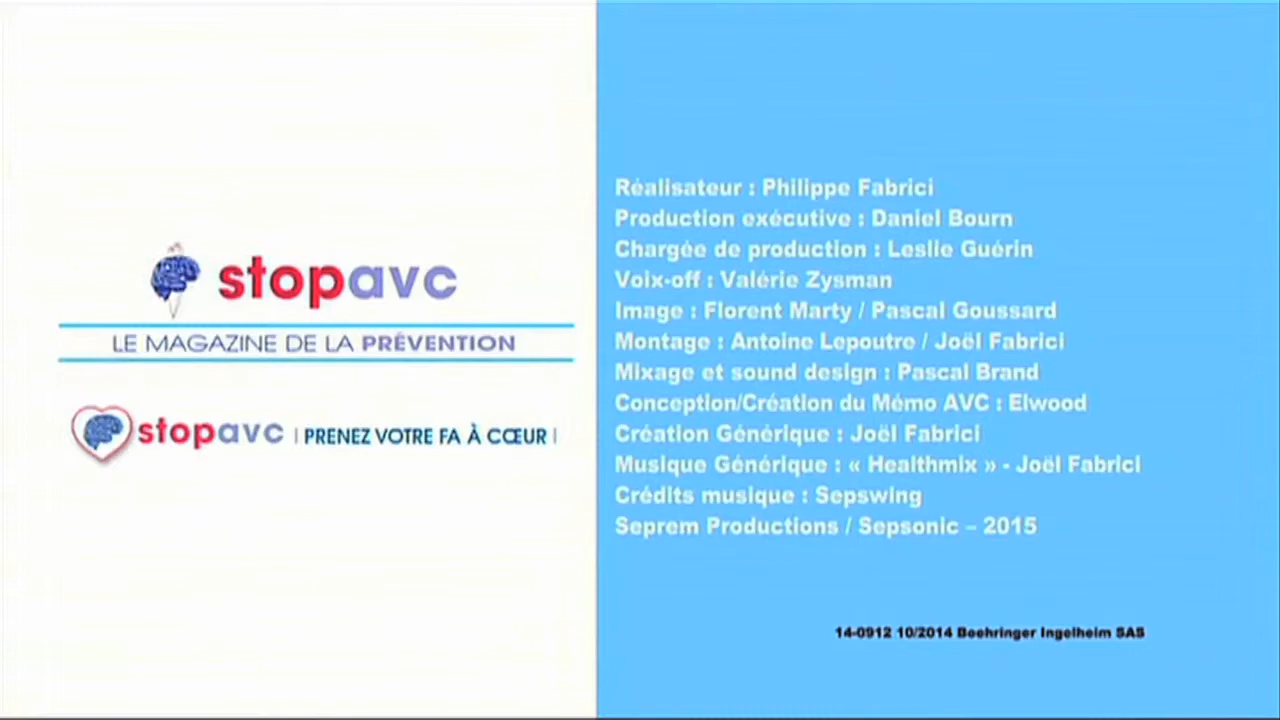 stopavc
LE MAGAZINE DE LA PRÉVENTION
stopavc | PRENEZ VOTRE FA À CŒUR |
Réalisateur : Philippe Fabrici
Production exécutive : Daniel Bourn
Chargée de production : Leslie Guérin
Voix-off : Valérie Zysman
Image : Florent Marty / Pascal Goussard
Montage : Antoine Lepoutre / Joël Fabrici
Mixage et sound design : Pascal Brand
Conception/Création du Mémo AVC : Elwood
Création Générique : Joël Fabrici
Musique Générique : « Healthmix » - Joël Fabrici
Crédits musique : Sepswing
Seprem Productions / Sepsonic – 2015
14-0912 10/2014 Boehringer Ingelheim SAS